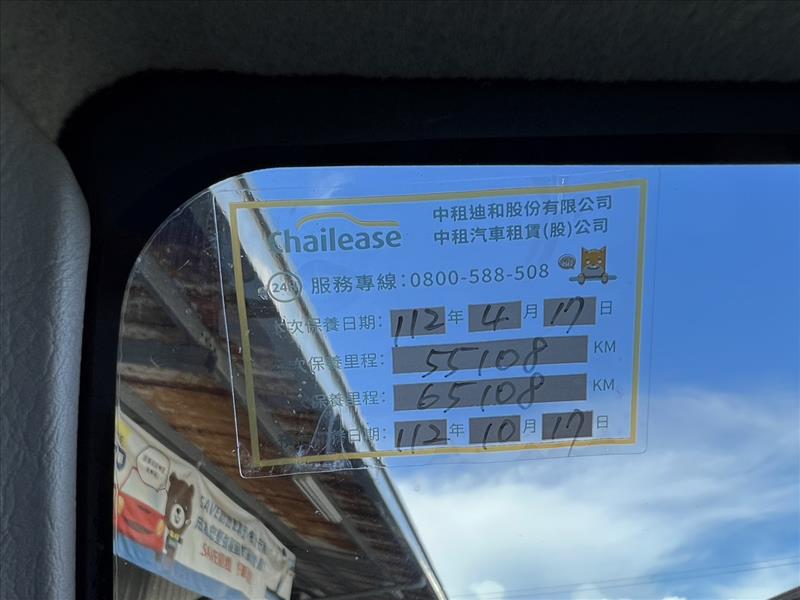 Chailease
中租迪和股份有限公司
中租汽車租賃(股)公司
24H 服務專線:0800-588-508
次保養日期: 112 年 4 月 17 日
次保養里程: 55108 KM
保養里程: 65108 KM
日期: 112 年 10 月 17 日
SAVE
SAVE